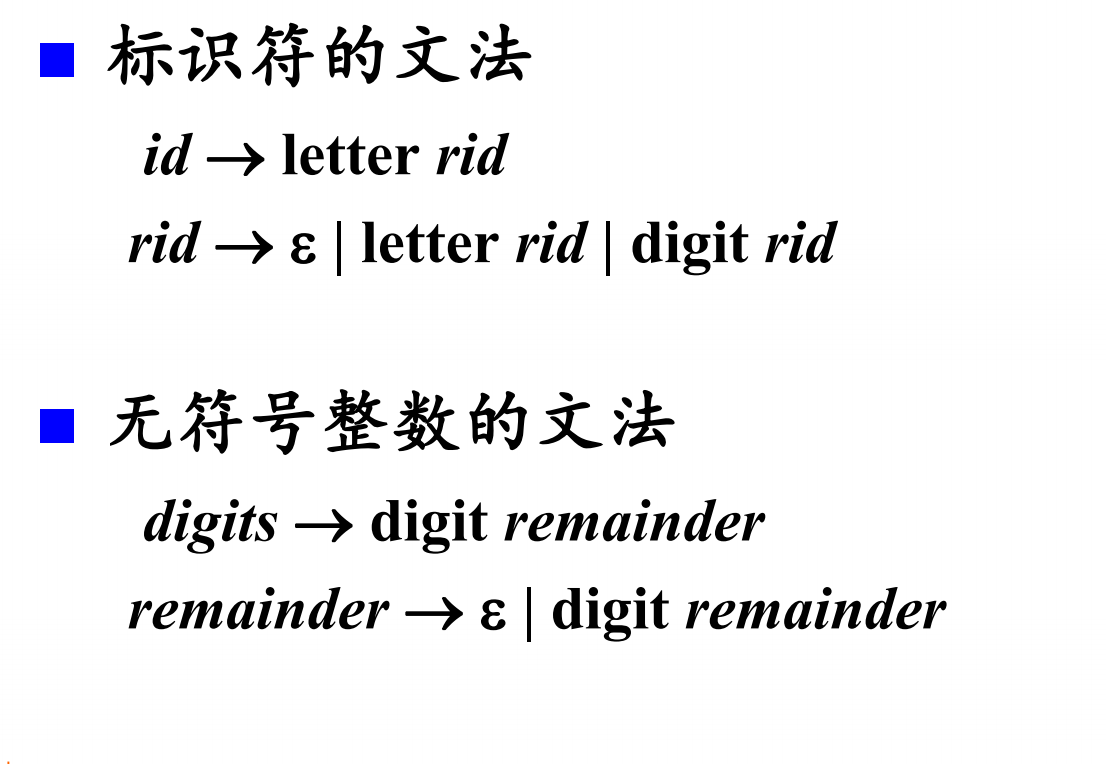 标识符的文法
id → letter rid
rid → ε | letter rid | digit rid
无符号整数的文法
digits → digit remainder
remainder → ε | digit remainder